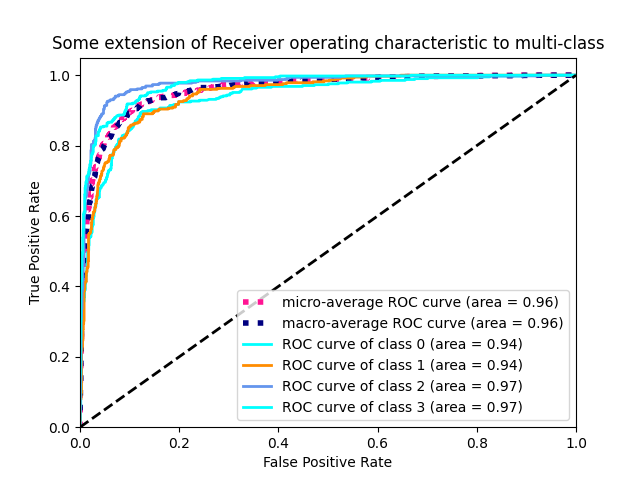 Some extension of Receiver operating characteristic to multi-class
1.0
0.8
0.6
0.4
0.2
0.0
True Positive Rate
micro-average ROC curve (area = 0.96)
macro-average ROC curve (area = 0.96)
ROC curve of class 0 (area = 0.94)
ROC curve of class 1 (area = 0.94)
ROC curve of class 2 (area = 0.97)
ROC curve of class 3 (area = 0.97)
0.0 0.2 0.4 0.6 0.8 1.0
False Positive Rate